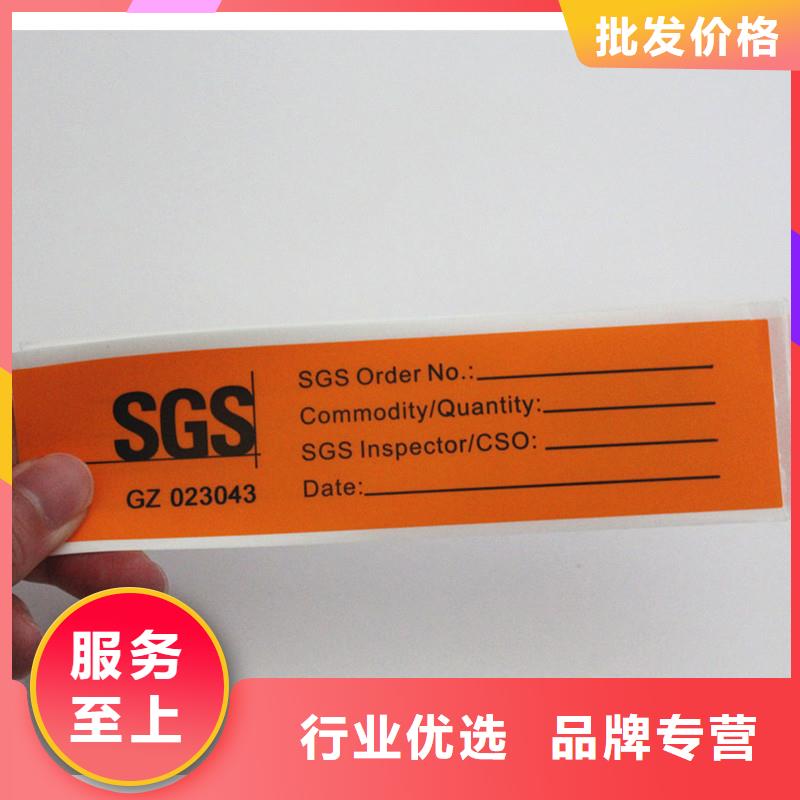 批发价格
SGS
GZ 023043
SGS Order No.:
Commodity/Quantity:
SGS Inspector/CSO:
Date:
服务
至上
行业优选 品牌专营